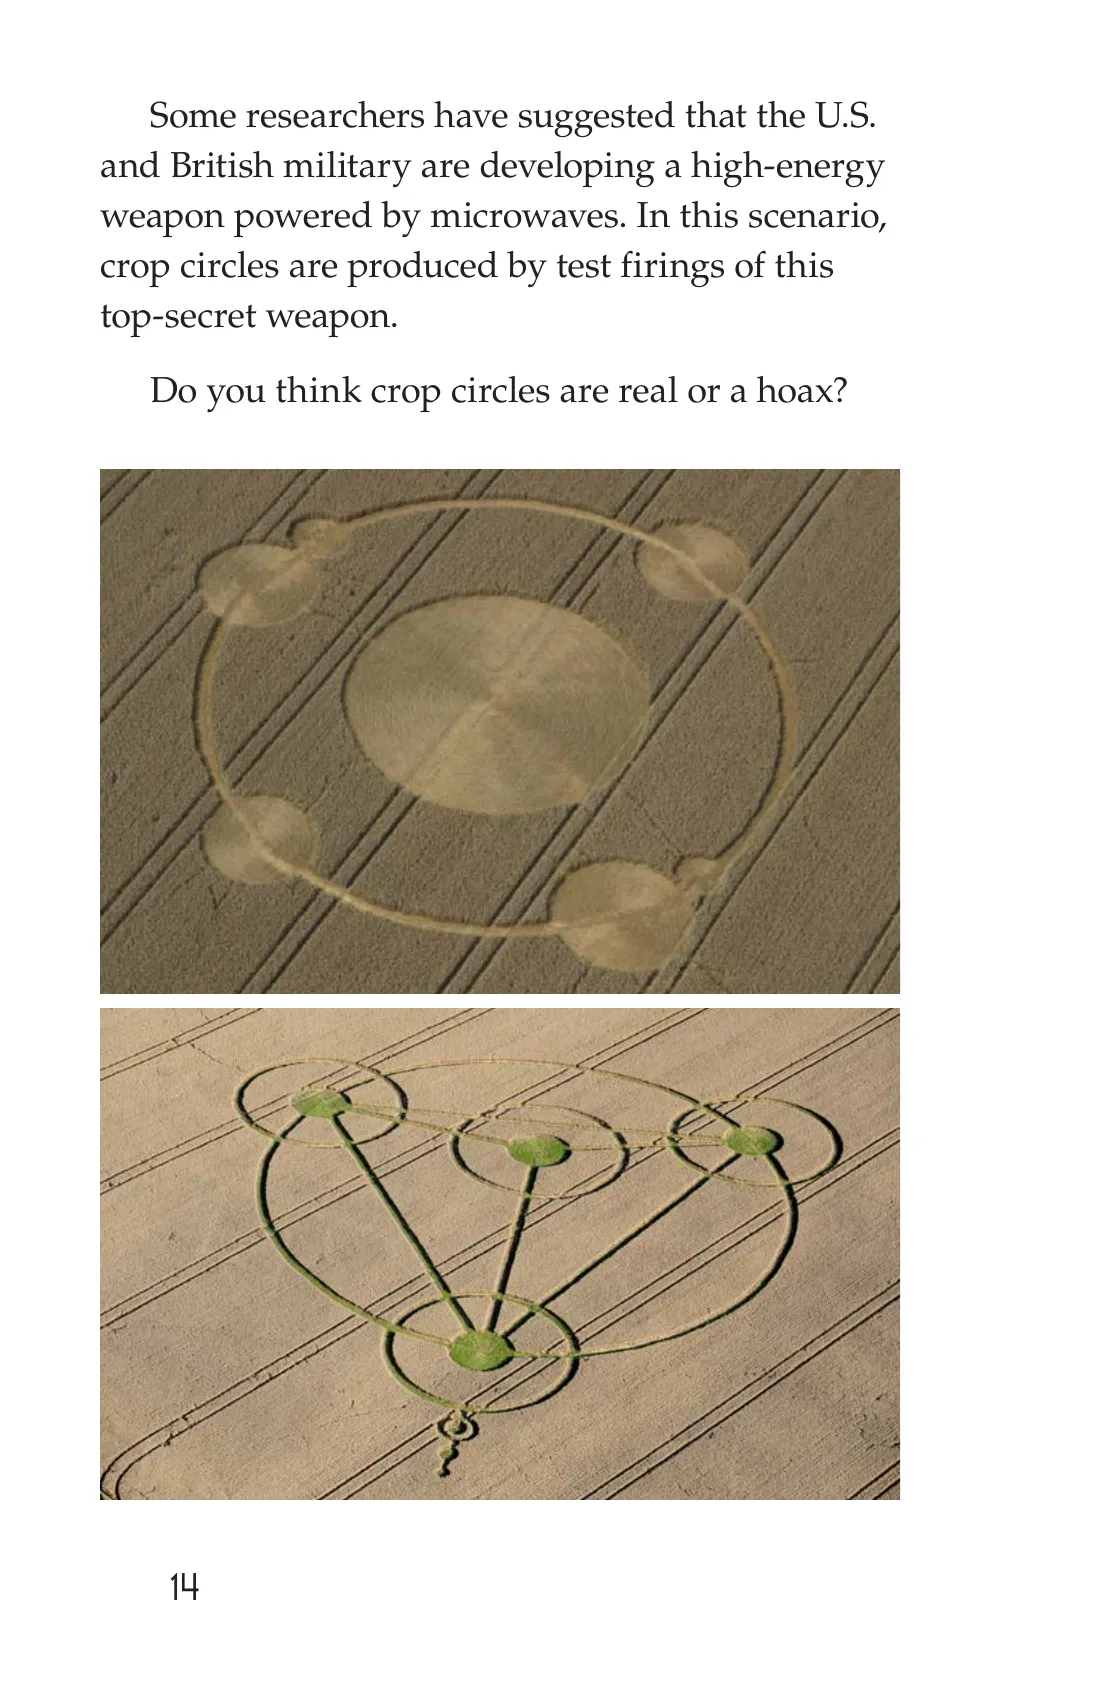 Some researchers have suggested that the U.S.
and British military are developing a high-energy
weapon powered by microwaves. In this scenario,
crop circles are produced by test firings of this
top-secret weapon.
Do you think crop circles are real or a hoax?
14